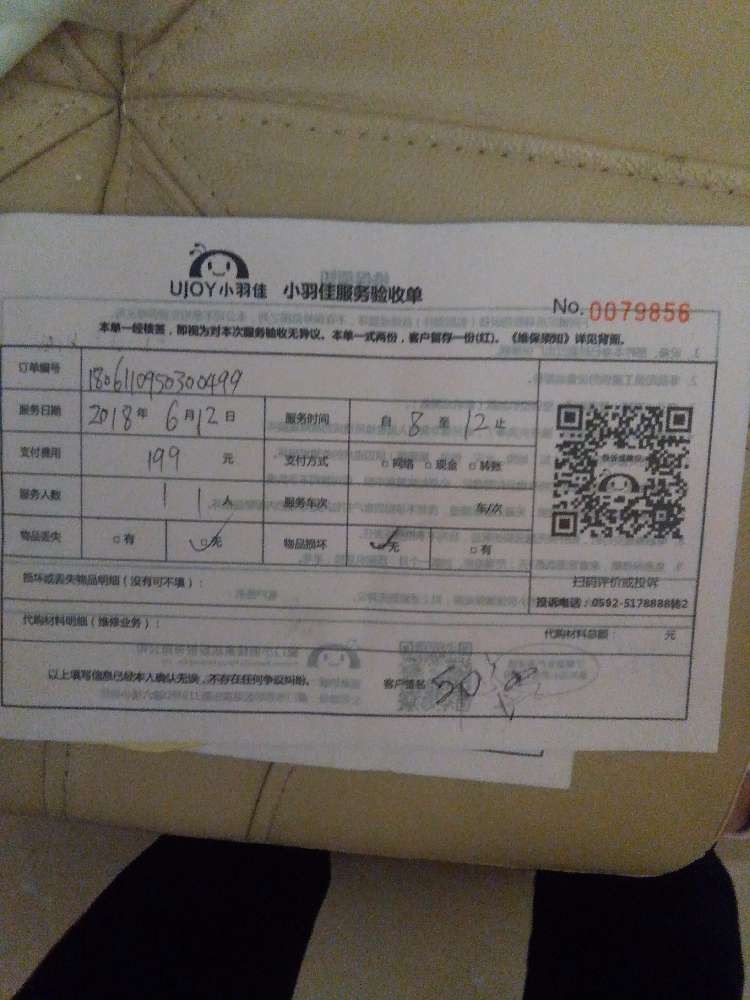 UJOY小羽佳 小羽佳服务验收单
No. 0079856
本单一经核签，即视为对本次服务验收无异议。本单一式两份，客户留存一份(红)。《维保须知》详见背面。
订单编号 1806110950300499
服务日期 2018年 6月12日 服务时间 自 8 至 12止
支付费用 199 元 支付方式 □网络 □现金 □转账
服务人数 1 1人 服务车次 车/次
物品丢失 □有 □无 物品损坏 □无 □有
扫码评价或投诉
投诉电话：0592-5178888转2
损坏或丢失物品明细（没有可不填）：
代购材料明细（维修业务）： 代购材料总额： 元
以上填写信息已经本人确认无误，不存在任何争议纠纷。 客户签名